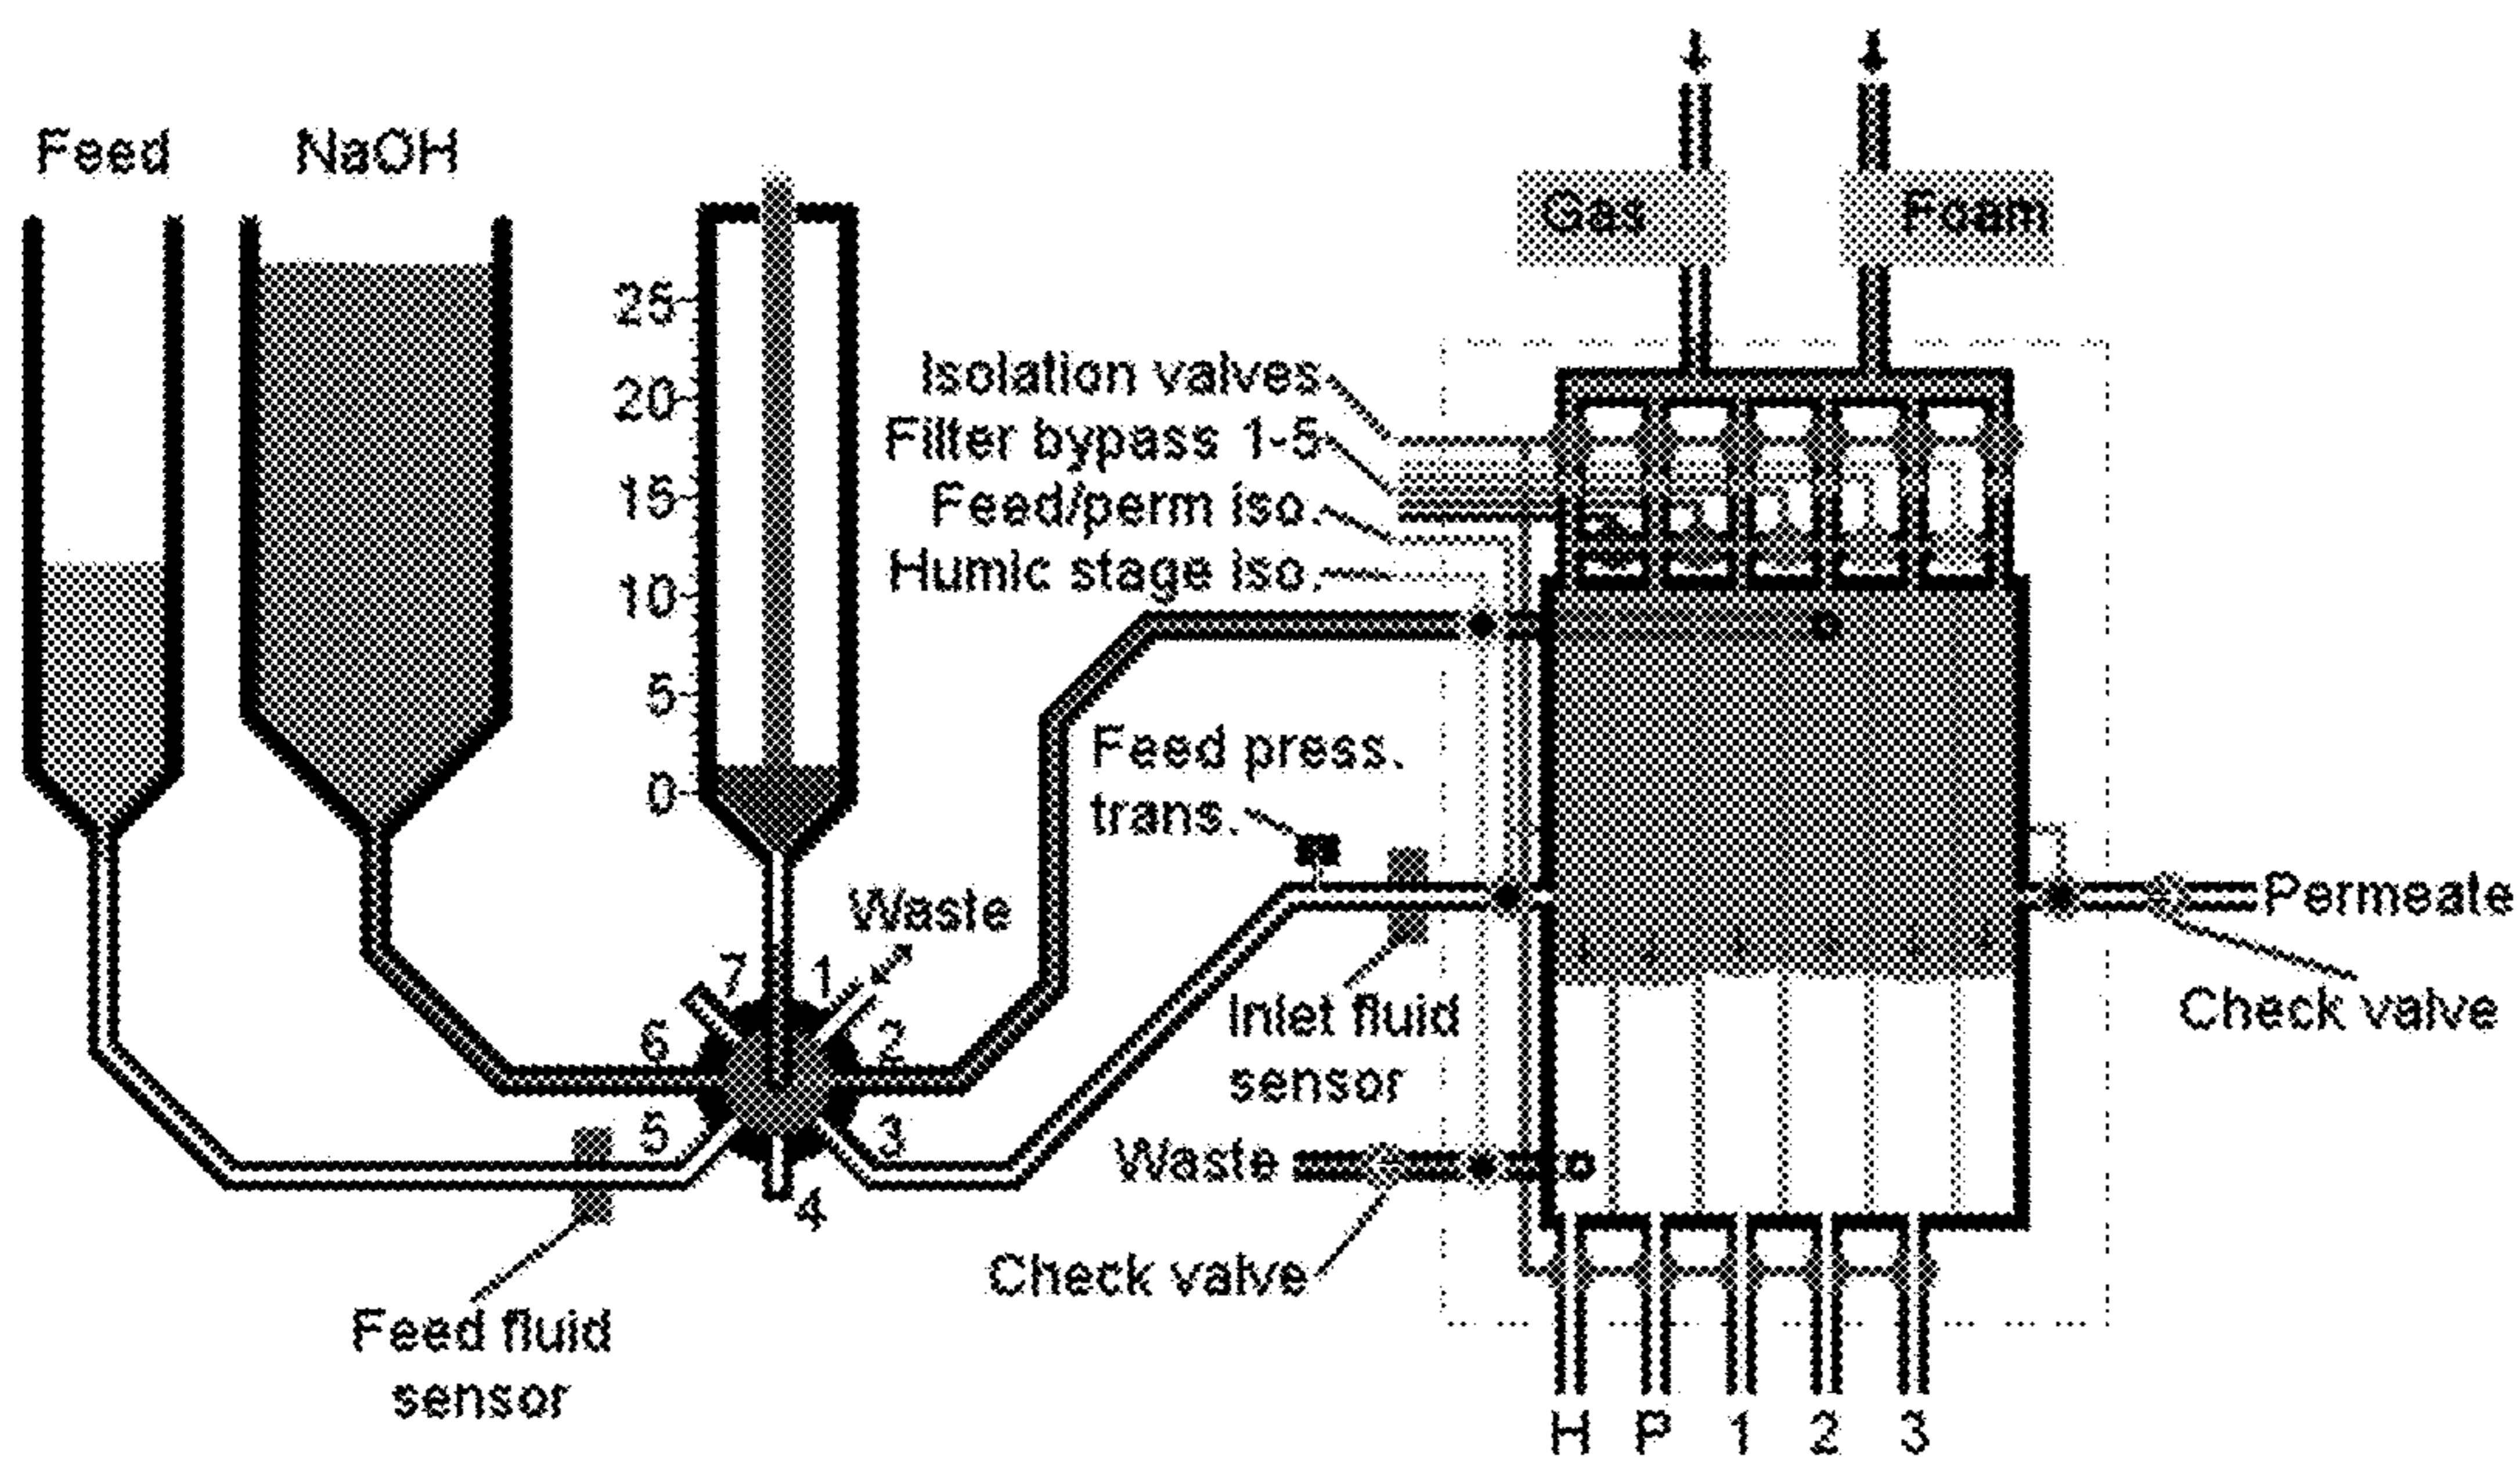 Feed
NaOH
Gas
Foam
25
20
15
10
5
0
Isolation valves
Filter bypass 1-5
Feed/perm iso.
Humic stage iso.
Feed press.
trans.
Waste
7
1
6
2
5
3
4
Inlet fluid
sensor
Permeate
Check valve
Waste
Check valve
Feed fluid
sensor
H P 1 2 3